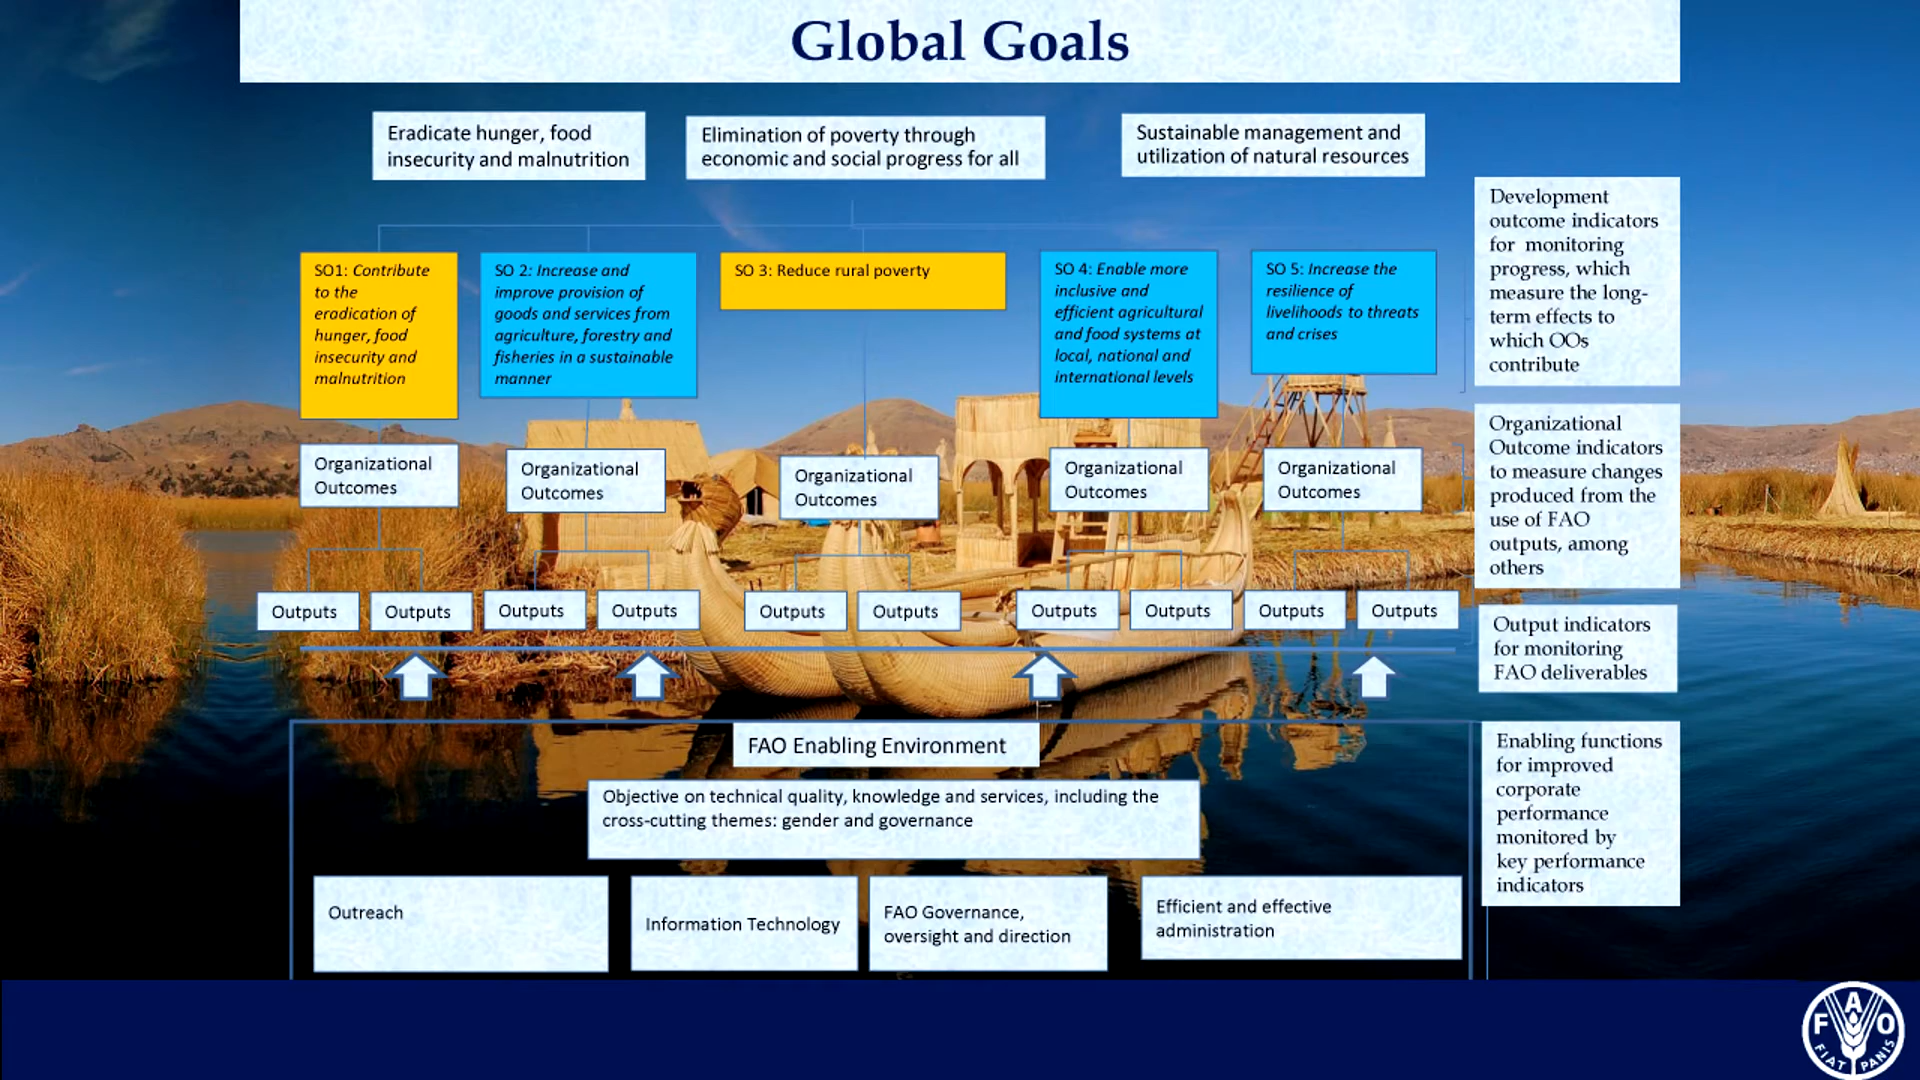 Global Goals
Eradicate hunger, food
insecurity and malnutrition
Elimination of poverty through
economic and social progress for all
Sustainable management and
utilization of natural resources
Development
outcome indicators
for monitoring
progress, which
measure the long-
term effects to
which OOs
contribute
SO1: Contribute
to the
eradication of
hunger, food
insecurity and
malnutrition
SO 2: Increase and
improve provision of
goods and services from
agriculture, forestry and
fisheries in a sustainable
manner
SO 3: Reduce rural poverty
SO 4: Enable more
inclusive and
efficient agricultural
and food systems at
local, national and
international levels
SO 5: Increase the
resilience of
livelihoods to threats
and crises
Organizational
Outcomes
Organizational
Outcomes
Organizational
Outcomes
Organizational
Outcomes
Organizational
Outcomes
Organizational
Outcome indicators
to measure changes
produced from the
use of FAO
outputs, among
others
Outputs
Outputs
Outputs
Outputs
Outputs
Outputs
Outputs
Outputs
Outputs
Outputs
Output indicators
for monitoring
FAO deliverables
FAO Enabling Environment
Objective on technical quality, knowledge and services, including the
cross-cutting themes: gender and governance
Outreach
Information Technology
FAO Governance,
oversight and direction
Efficient and effective
administration
Enabling functions
for improved
corporate
performance
monitored by
key performance
indicators
FAO
FIAT PANIS